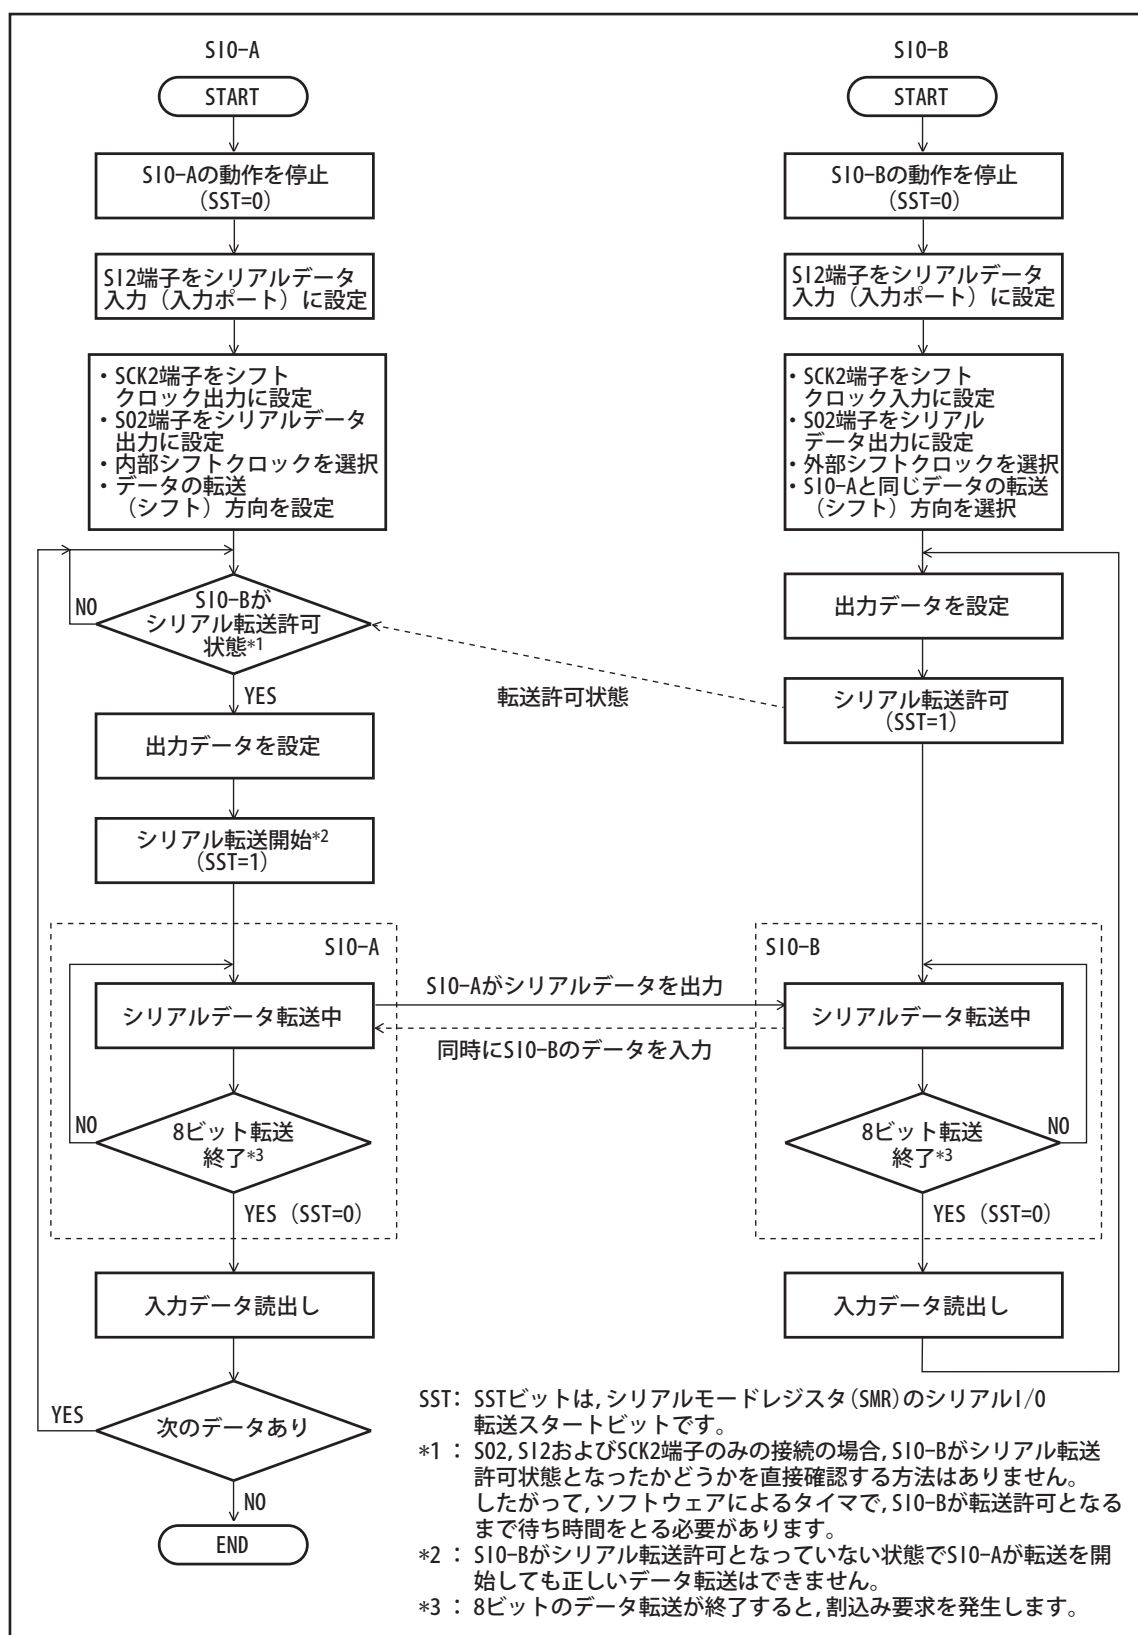 SIO-A
START
SIO-Aの動作を停止
（SST=0）
SI2端子をシリアルデータ
入力（入力ポート）に設定
・SCK2端子をシフト
クロック出力に設定
・SO2端子をシリアルデータ
出力に設定
・内部シフトクロックを選択
・データの転送
（シフト）方向を設定
NO
SIO-Bが
シリアル転送許可
状態*1
YES
出力データを設定
シリアル転送開始*2
（SST=1）
SIO-A
シリアルデータ転送中
NO
8ビット転送
終了*3
YES（SST=0）
入力データ読出し
YES
次のデータあり
NO
END
転送許可状態
SIO-Aがシリアルデータを出力
同時にSIO-Bのデータを入力
SIO-B
START
SIO-Bの動作を停止
（SST=0）
SI2端子をシリアルデータ
入力（入力ポート）に設定
・SCK2端子をシフト
クロック入力に設定
・SO2端子をシリアル
データ出力に設定
・外部シフトクロックを選択
・SIO-Aと同じデータの転送
（シフト）方向を選択
出力データを設定
シリアル転送許可
（SST=1）
SIO-B
シリアルデータ転送中
8ビット転送
終了*3
NO
YES（SST=0）
入力データ読出し
SST: SSTビットは,シリアルモードレジスタ(SMR)のシリアルI/O
転送スタートビットです。
*1 : SO2,SI2およびSCK2端子のみの接続の場合,SIO-Bがシリアル転送
許可状態となったかどうかを直接確認する方法はありません。
したがって,ソフトウェアによるタイマで,SIO-Bが転送許可となる
まで待ち時間をとる必要があります。
*2 : SIO-Bがシリアル転送許可となっていない状態でSIO-Aが転送を開
始しても正しいデータ転送はできません。
*3 : 8ビットのデータ転送が終了すると,割込み要求を発生します。